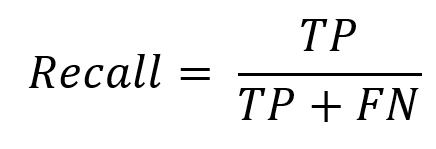 Recall = TP / TP + FN